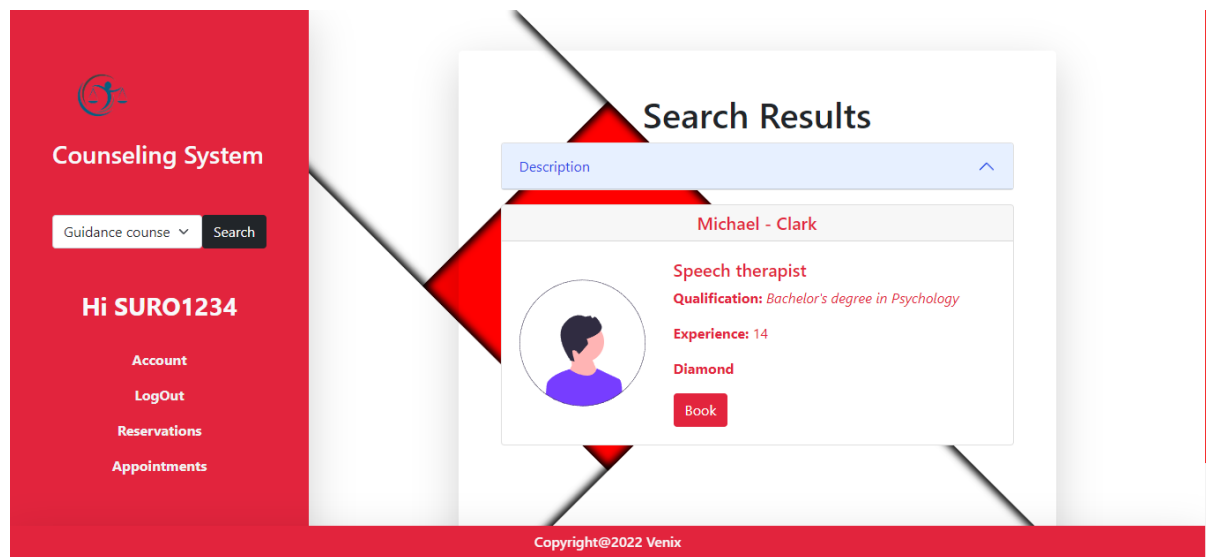 Counseling System
Guidance counse
Search
Hi SURO1234
Account
LogOut
Reservations
Appointments
Search Results
Description
Michael - Clark
Speech therapist
Qualification: Bachelor's degree in Psychology
Experience: 14
Diamond
Book
Copyright@2022 Venix